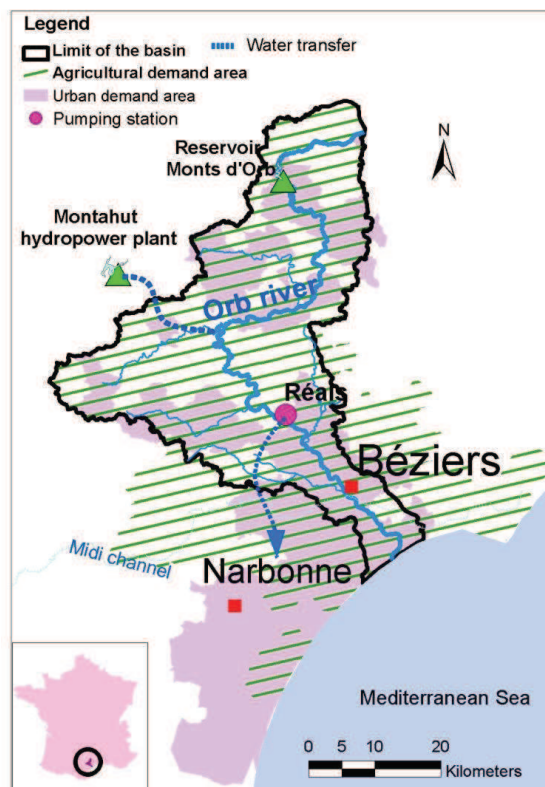 Legend
Limit of the basin
Water transfer
Agricultural demand area
Urban demand area
Pumping station
N
Reservoir
Monts d'Orb
Montahut
hydropower plant
Orb river
Réals
Béziers
Midi channel
Narbonne
Mediterranean Sea
0 5 10 20
Kilometers